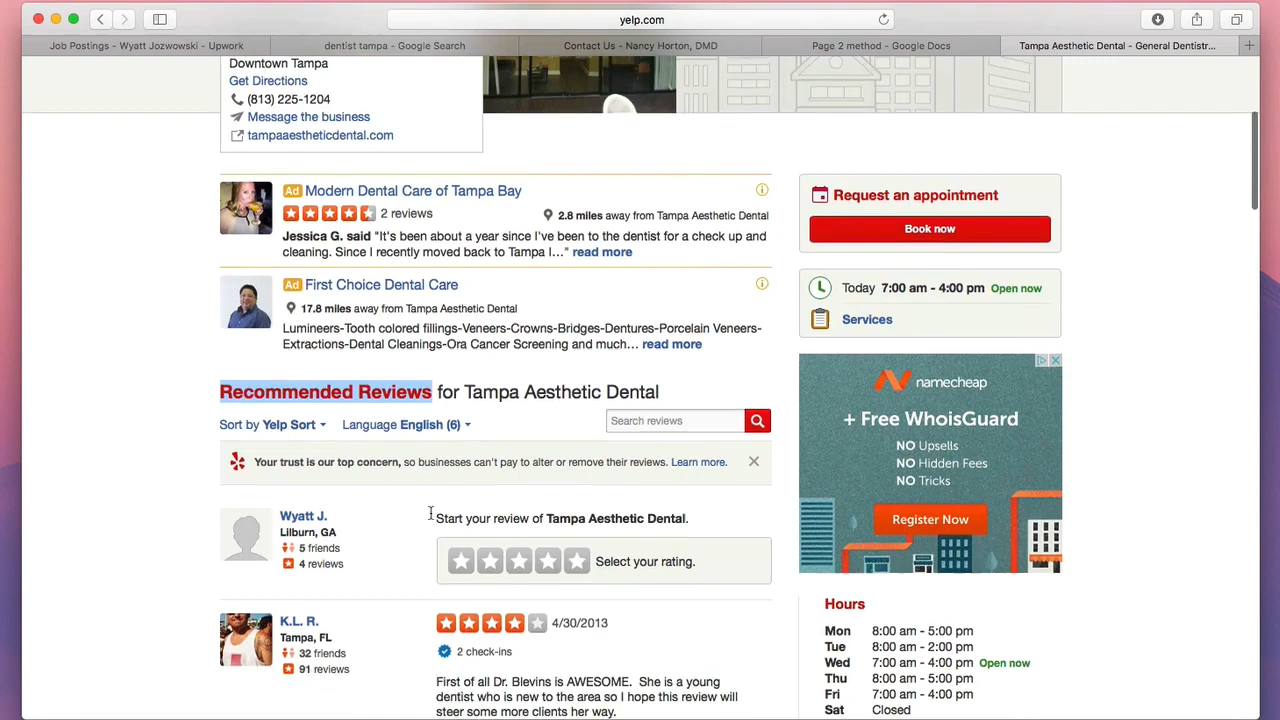 yelp.com
Job Postings - Wyatt Jozwowski - Upwork
dentist tampa - Google Search
Contact Us - Nancy Horton, DMD
Page 2 method - Google Docs
Tampa Aesthetic Dental - General Dentistr...
Downtown Tampa
Get Directions
(813) 225-1204
Message the business
tampaaestheticdental.com
Ad Modern Dental Care of Tampa Bay
2 reviews
2.8 miles away from Tampa Aesthetic Dental
Jessica G. said "It's been about a year since I've been to the dentist for a check up and
cleaning. Since I recently moved back to Tampa I..." read more
Ad First Choice Dental Care
17.8 miles away from Tampa Aesthetic Dental
Lumineers-Tooth colored fillings-Veneers-Crowns-Bridges-Dentures-Porcelain Veneers-
Extractions-Dental Cleanings-Ora Cancer Screening and much... read more
Recommended Reviews for Tampa Aesthetic Dental
Sort by Yelp Sort
Language English (6)
Search reviews
Your trust is our top concern, so businesses can't pay to alter or remove their reviews. Learn more.
Wyatt J.
Lilburn, GA
5 friends
4 reviews
Start your review of Tampa Aesthetic Dental.
Select your rating.
K.L. R.
Tampa, FL
32 friends
91 reviews
4/30/2013
2 check-ins
First of all Dr. Blevins is AWESOME. She is a young
dentist who is new to the area so I hope this review will
steer some more clients her way.
Request an appointment
Book now
Today 7:00 am - 4:00 pm Open now
Services
namecheap
+ Free WhoisGuard
NO Upsells
NO Hidden Fees
NO Tricks
Register Now
Hours
Mon 8:00 am - 5:00 pm
Tue 8:00 am - 2:00 pm
Wed 7:00 am - 4:00 pm Open now
Thu 8:00 am - 5:00 pm
Fri 7:00 am - 4:00 pm
Sat Closed